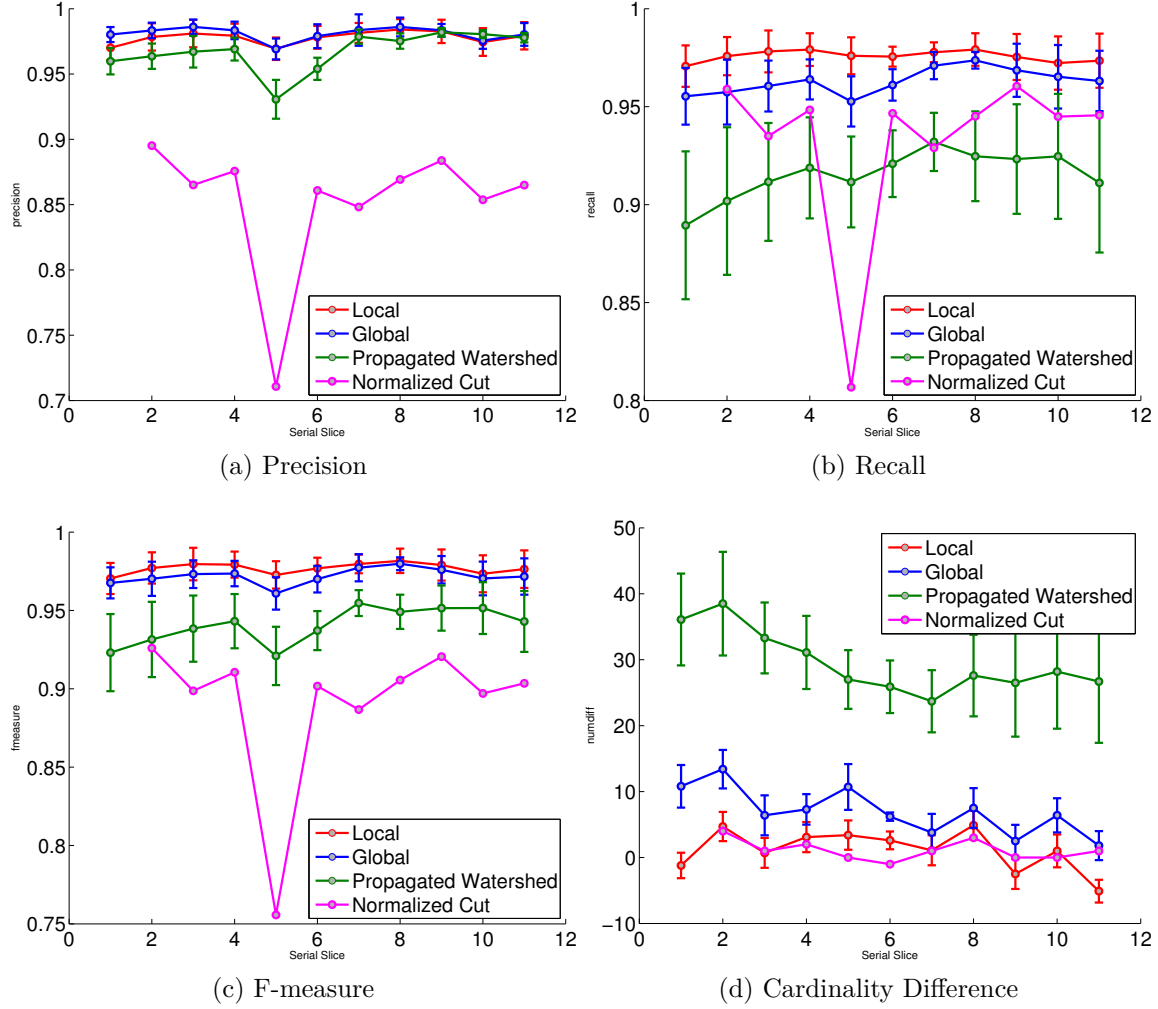 1
0.95
0.9
0.85
0.8
0.75
0.7
precision
0 2 4 6 8 10 12
Serial Slice
Local
Global
Propagated Watershed
Normalized Cut
(a) Precision
1
0.95
0.9
0.85
0.8
recall
0 2 4 6 8 10 12
Serial Slice
Local
Global
Propagated Watershed
Normalized Cut
(b) Recall
1
0.95
0.9
0.85
0.8
0.75
fmeasure
0 2 4 6 8 10 12
Serial Slice
Local
Global
Propagated Watershed
Normalized Cut
(c) F-measure
50
40
30
20
10
0
−10
numdiff
0 2 4 6 8 10 12
Serial Slice
Local
Global
Propagated Watershed
Normalized Cut
(d) Cardinality Difference